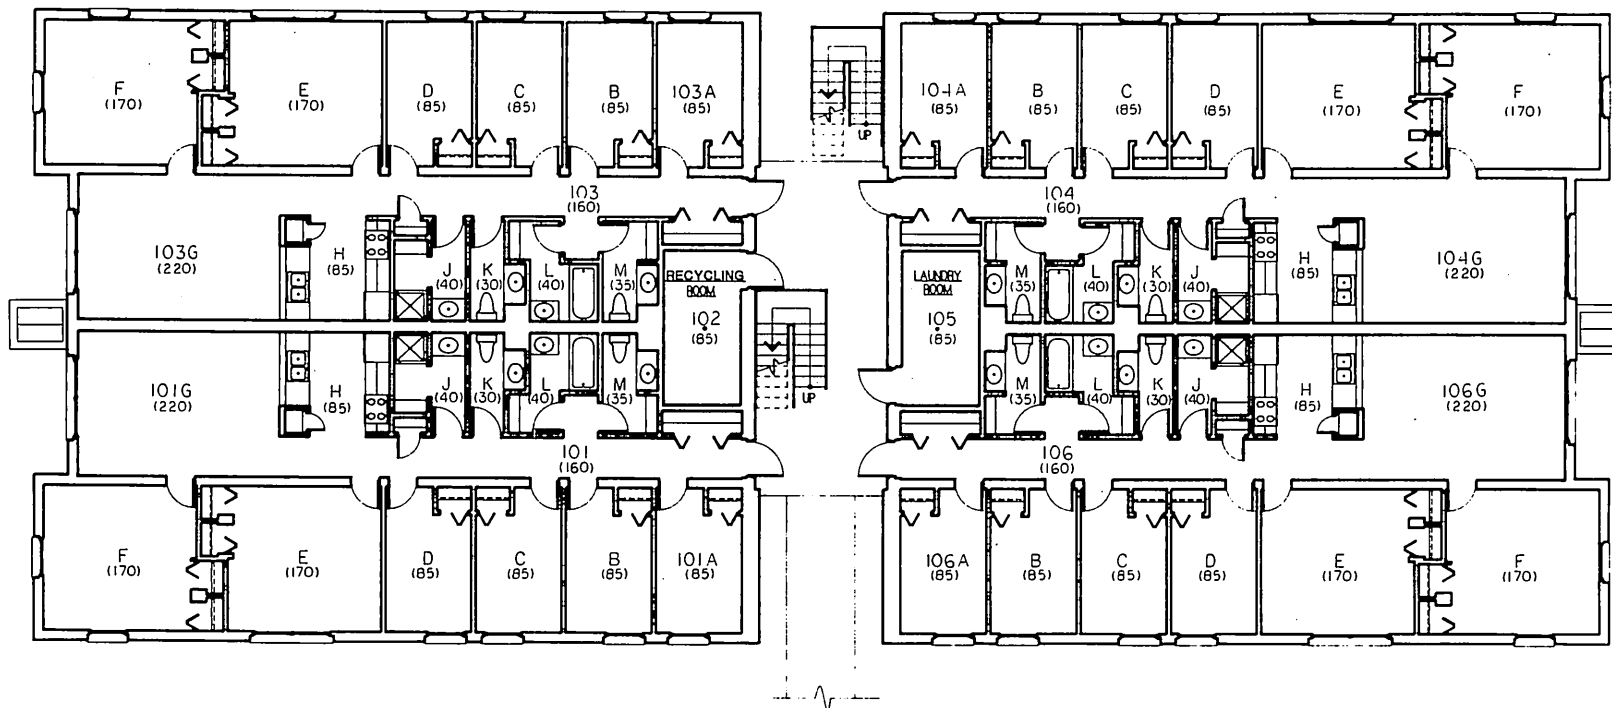 F E D C B 103A
(170) (170) (85) (85) (85) (85)
104A B C D E F
(85) (85) (85) (85) (170) (170)
UP
103
(160)
104
(160)
103G
(220)
H
(85)
J
(40)
K
(30)
L
(40)
M
(35)
RECYCLING
ROOM
102
(85)
LAUNDRY
ROOM
105
(85)
M
(35)
L
(40)
K
(30)
J
(40)
H
(85)
104G
(220)
101G
(220)
H
(85)
J
(40)
K
(30)
L
(40)
M
(35)
UP
M
(35)
L
(40)
K
(30)
J
(40)
H
(85)
106G
(220)
101
(160)
106
(160)
F E D C B 101A
(170) (170) (85) (85) (85) (85)
106A B C D E F
(85) (85) (85) (85) (170) (170)